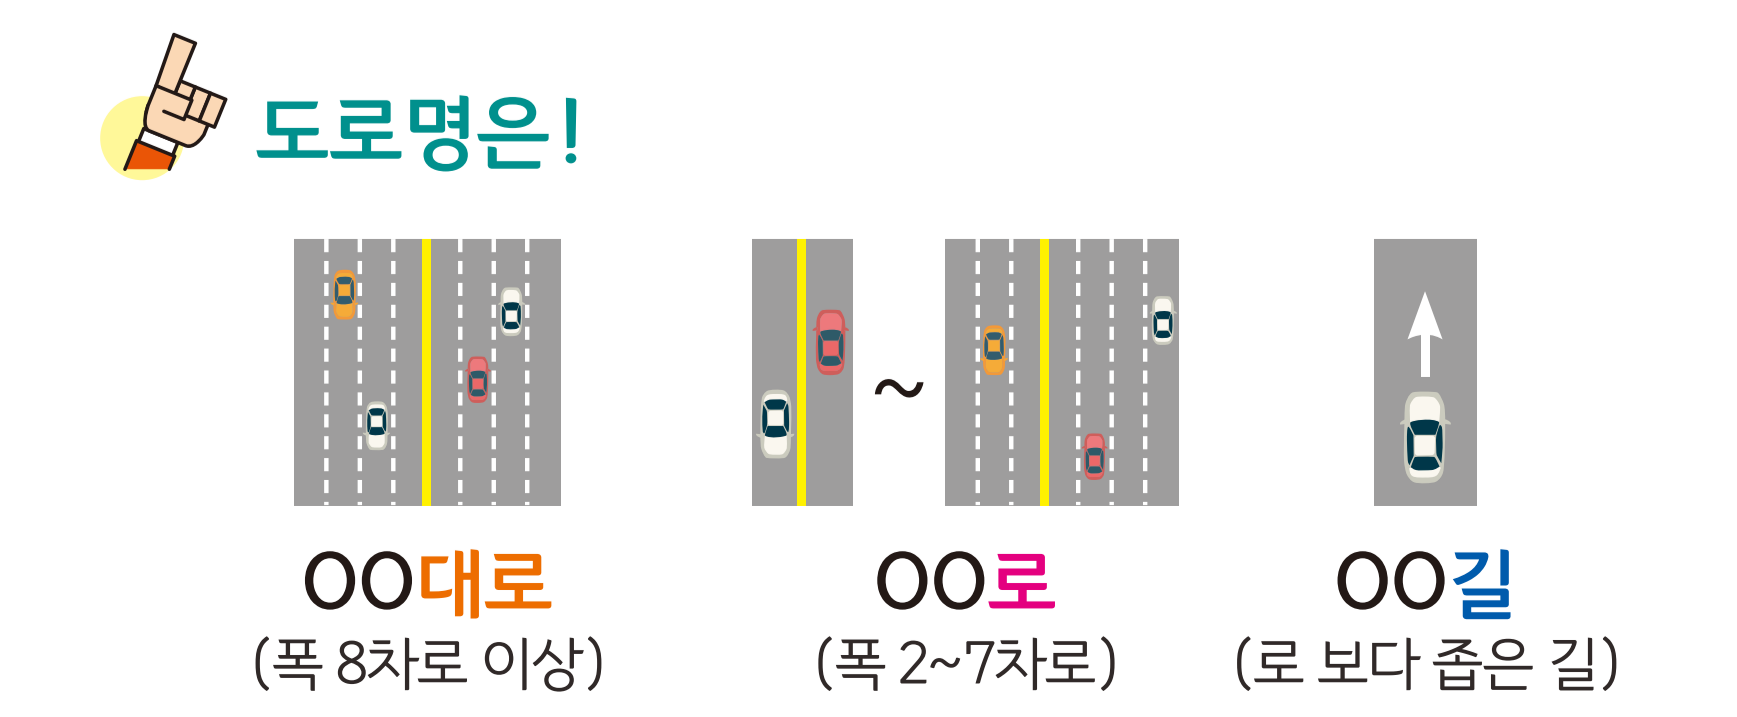 도로명은!
~
OO대로
(폭 8차로 이상)
OO로
(폭 2~7차로)
OO길
(로 보다 좁은 길)